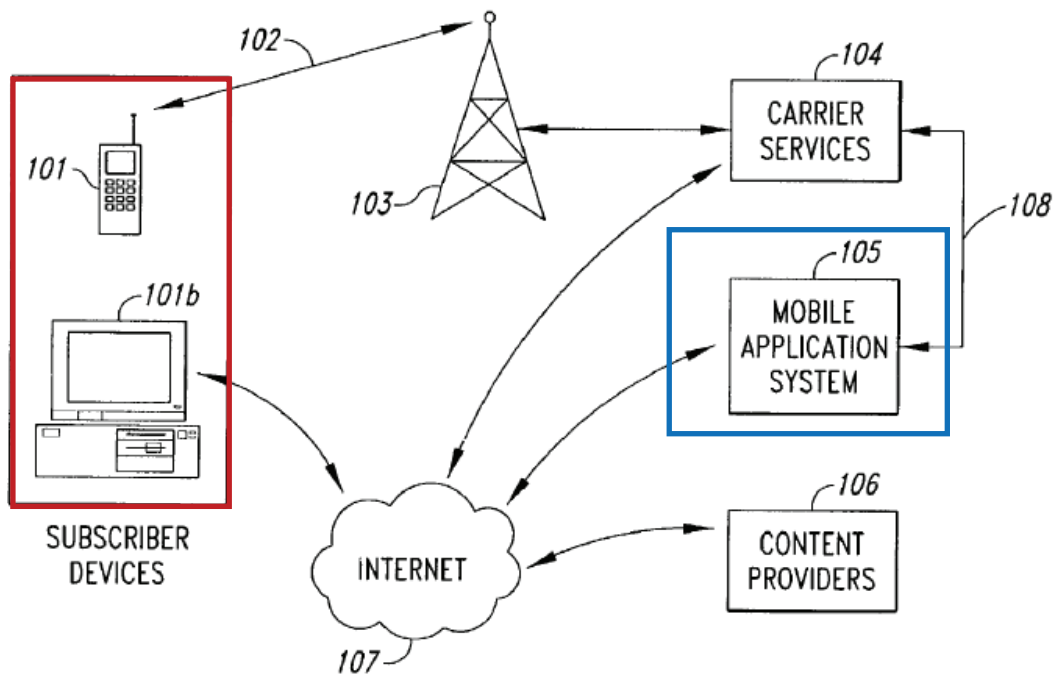 102
104
CARRIER
SERVICES
101
103
108
105
MOBILE
APPLICATION
SYSTEM
101b
106
CONTENT
PROVIDERS
SUBSCRIBER
DEVICES
INTERNET
107